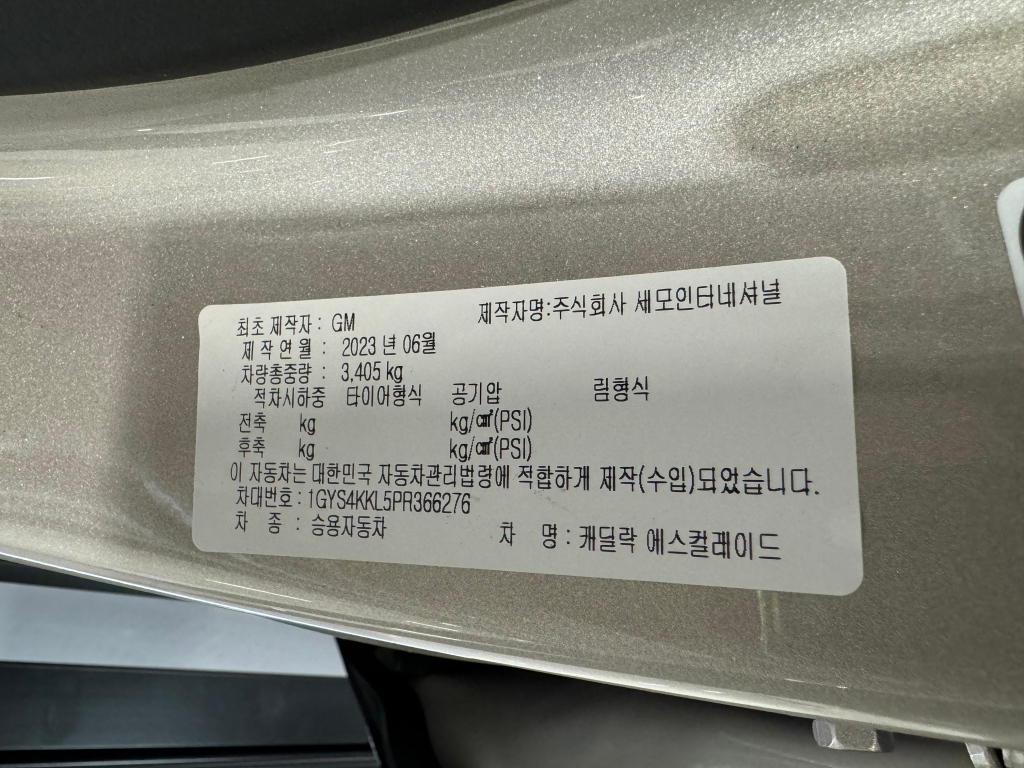 최초 제작자 : GM 제작자명:주식회사 세모인터네셔널
제 작 연 월 : 2023 년 06월
차량총중량 : 3,405 kg
적차시하중 타이어형식 공기압 림형식
전축 kg kg/㎠(PSI)
후축 kg kg/㎠(PSI)
이 자동차는 대한민국 자동차관리법령에 적합하게 제작(수입)되었습니다.
차대번호 : 1GYS4KKL5PR366276
차 종 : 승용자동차 차 명 : 캐딜락 에스컬레이드